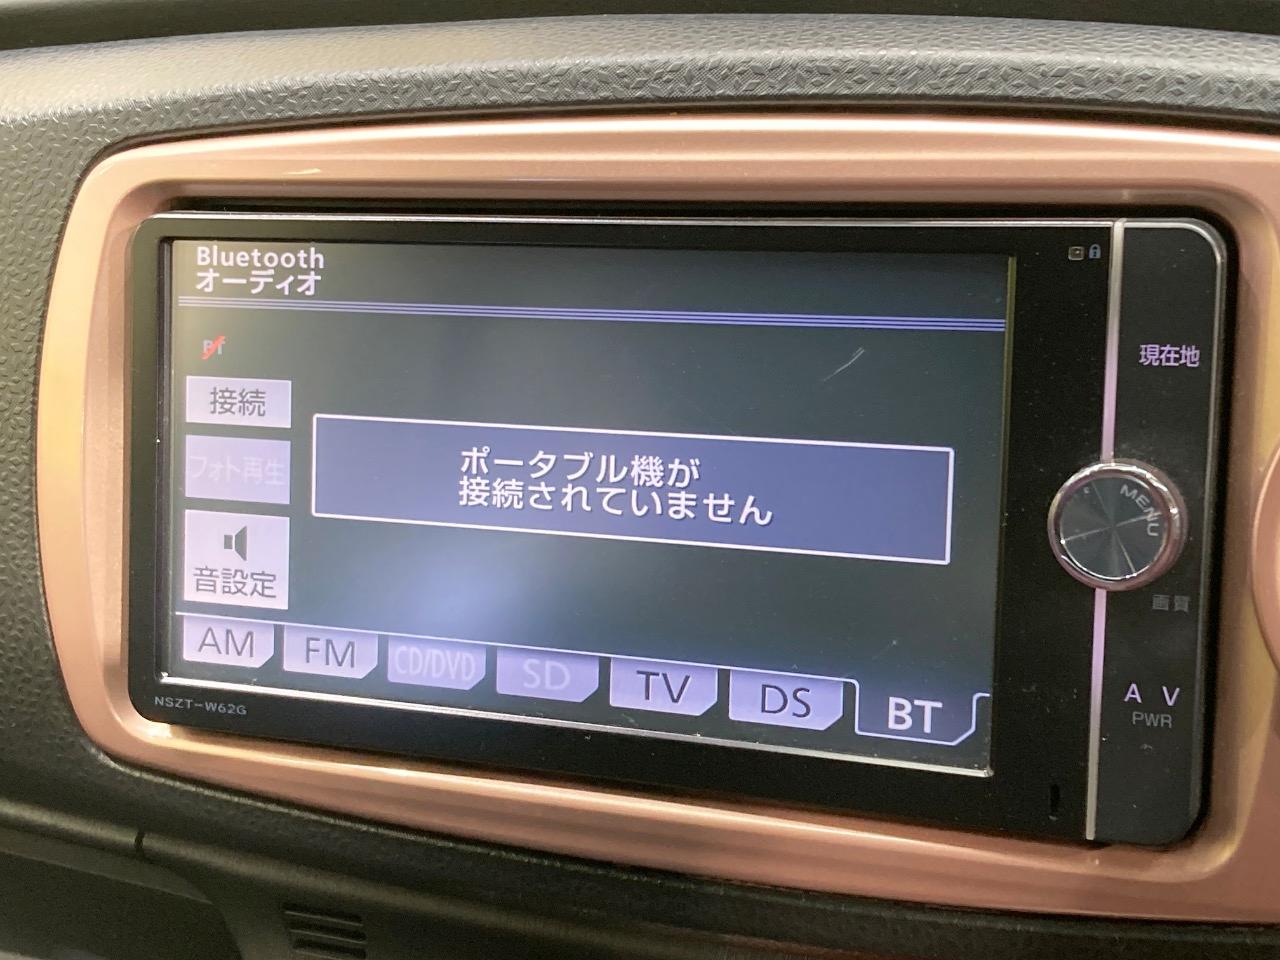 Bluetooth
オーディオ
BT
接続
フォト再生
音設定
ポータブル機が
接続されていません
AM
FM
CD/DVD
SD
TV
DS
BT
NSZT-W62G
現在地
MENU
画質
AV
PWR